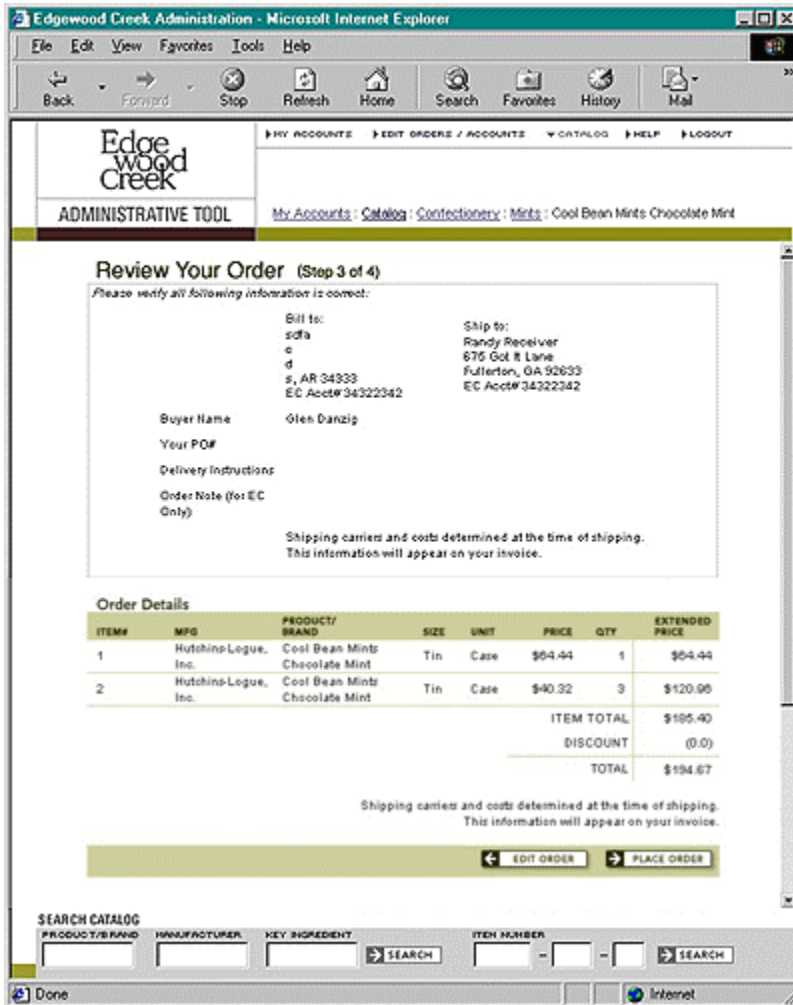 Edgewood Creek Administration - Microsoft Internet Explorer
File Edit View Favorites Tools Help
Back Forward Stop Refresh Home Search Favorites History Mail
Edge
wood
Creek
MY ACCOUNTS EDIT ORDERS / ACCOUNTS CATALOG HELP LOGOUT
ADMINISTRATIVE TOOL
My Accounts : Catalog : Confectionery : Mints : Cool Bean Mints Chocolate Mint
Review Your Order (Step 3 of 4)
Please verify all following information is correct:
Bill to:
sdfa
c
d
s, AR 34333
EC Acct# 34322342
Ship to:
Randy Receiver
675 Got It Lane
Fullerton, GA 92633
EC Acct# 34322342
Buyer Name Glen Danzig
Your PO#
Delivery Instructions
Order Note (for EC
Only)
Shipping carriers and costs determined at the time of shipping.
This information will appear on your invoice.
Order Details
ITEM# MFG PRODUCT/ BRAND SIZE UNIT PRICE QTY EXTENDED PRICE
1 Hutchins-Logue, Inc. Cool Bean Mints Chocolate Mint Tin Case $64.44 1 $64.44
2 Hutchins-Logue, Inc. Cool Bean Mints Chocolate Mint Tin Case $40.32 3 $120.96
ITEM TOTAL $185.40
DISCOUNT (0.0)
TOTAL $194.67
Shipping carriers and costs determined at the time of shipping.
This information will appear on your invoice.
EDIT ORDER PLACE ORDER
SEARCH CATALOG
PRODUCT/BRAND MANUFACTURER KEY INGREDIENT ITEM NUMBER
SEARCH - - SEARCH
Done Internet